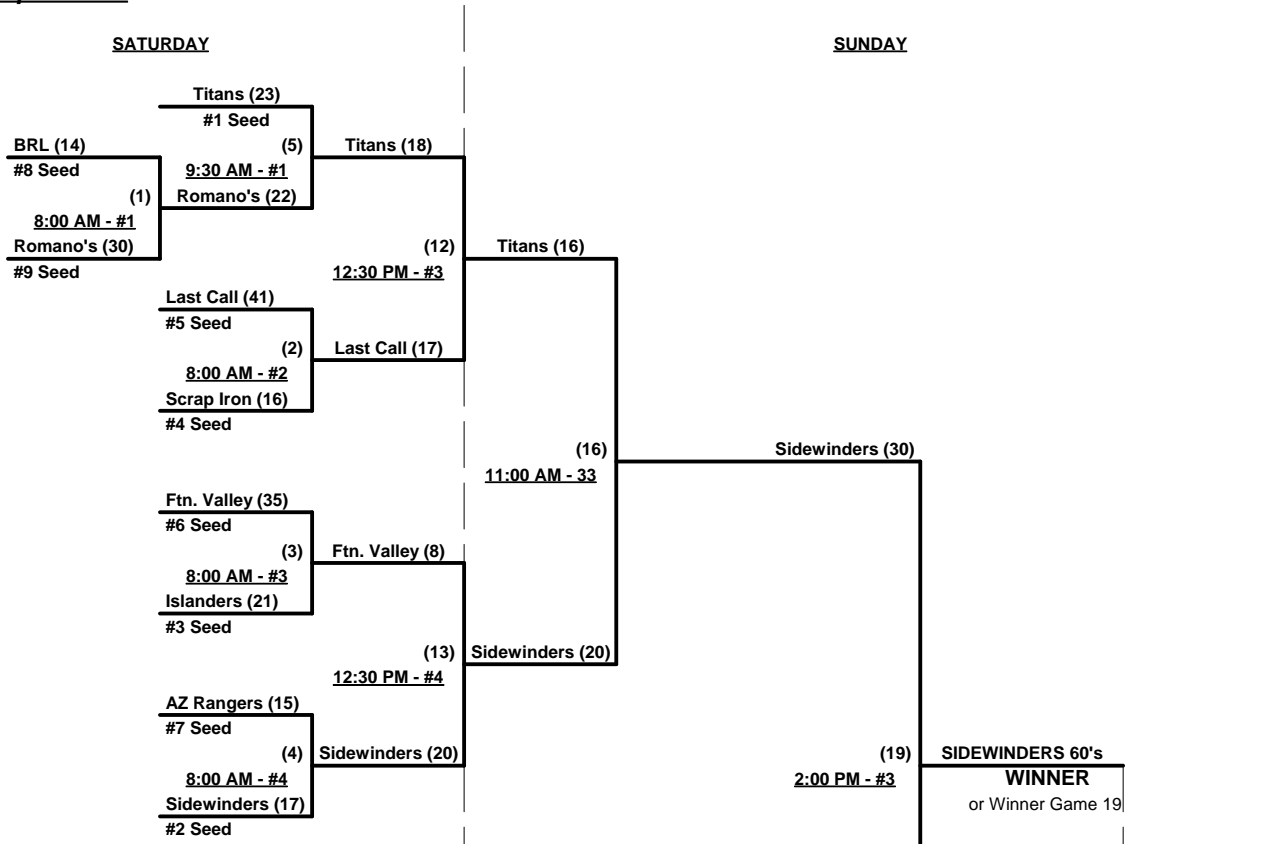 SATURDAY
SUNDAY
Titans (23)
#1 Seed
BRL (14)
(5)
Titans (18)
#8 Seed
9:30 AM - #1
(1)
Romano's (22)
8:00 AM - #1
Romano's (30)
(12)
Titans (16)
#9 Seed
12:30 PM - #3
Last Call (41)
#5 Seed
(2)
Last Call (17)
8:00 AM - #2
Scrap Iron (16)
#4 Seed
(16)
Sidewinders (30)
11:00 AM - 33
Ftn. Valley (35)
#6 Seed
(3)
Ftn. Valley (8)
8:00 AM - #3
Islanders (21)
#3 Seed
(13)
Sidewinders (20)
12:30 PM - #4
AZ Rangers (15)
#7 Seed
(4)
Sidewinders (20)
(19)
SIDEWINDERS 60's
8:00 AM - #4
2:00 PM - #3
WINNER
Sidewinders (17)
or Winner Game 19
#2 Seed